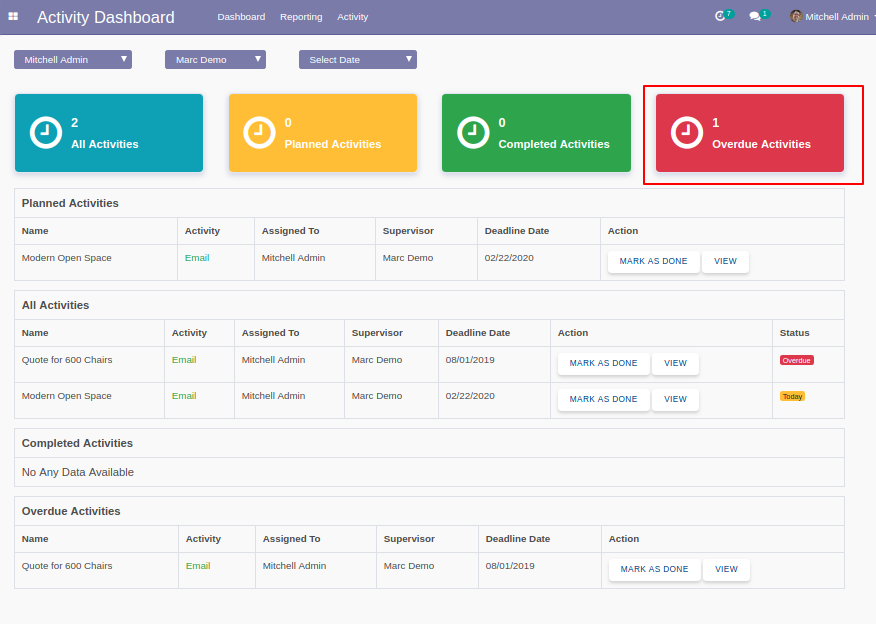 Activity Dashboard Dashboard Reporting Activity 7 1 Mitchell Admin
Mitchell Admin Marc Demo Select Date
2 0 0 1
All Activities Planned Activities Completed Activities Overdue Activities
Planned Activities
Name Activity Assigned To Supervisor Deadline Date Action
Modern Open Space Email Mitchell Admin Marc Demo 02/22/2020 MARK AS DONE VIEW
All Activities
Name Activity Assigned To Supervisor Deadline Date Action Status
Quote for 600 Chairs Email Mitchell Admin Marc Demo 08/01/2019 MARK AS DONE VIEW Overdue
Modern Open Space Email Mitchell Admin Marc Demo 02/22/2020 MARK AS DONE VIEW Today
Completed Activities
No Any Data Available
Overdue Activities
Name Activity Assigned To Supervisor Deadline Date Action
Quote for 600 Chairs Email Mitchell Admin Marc Demo 08/01/2019 MARK AS DONE VIEW